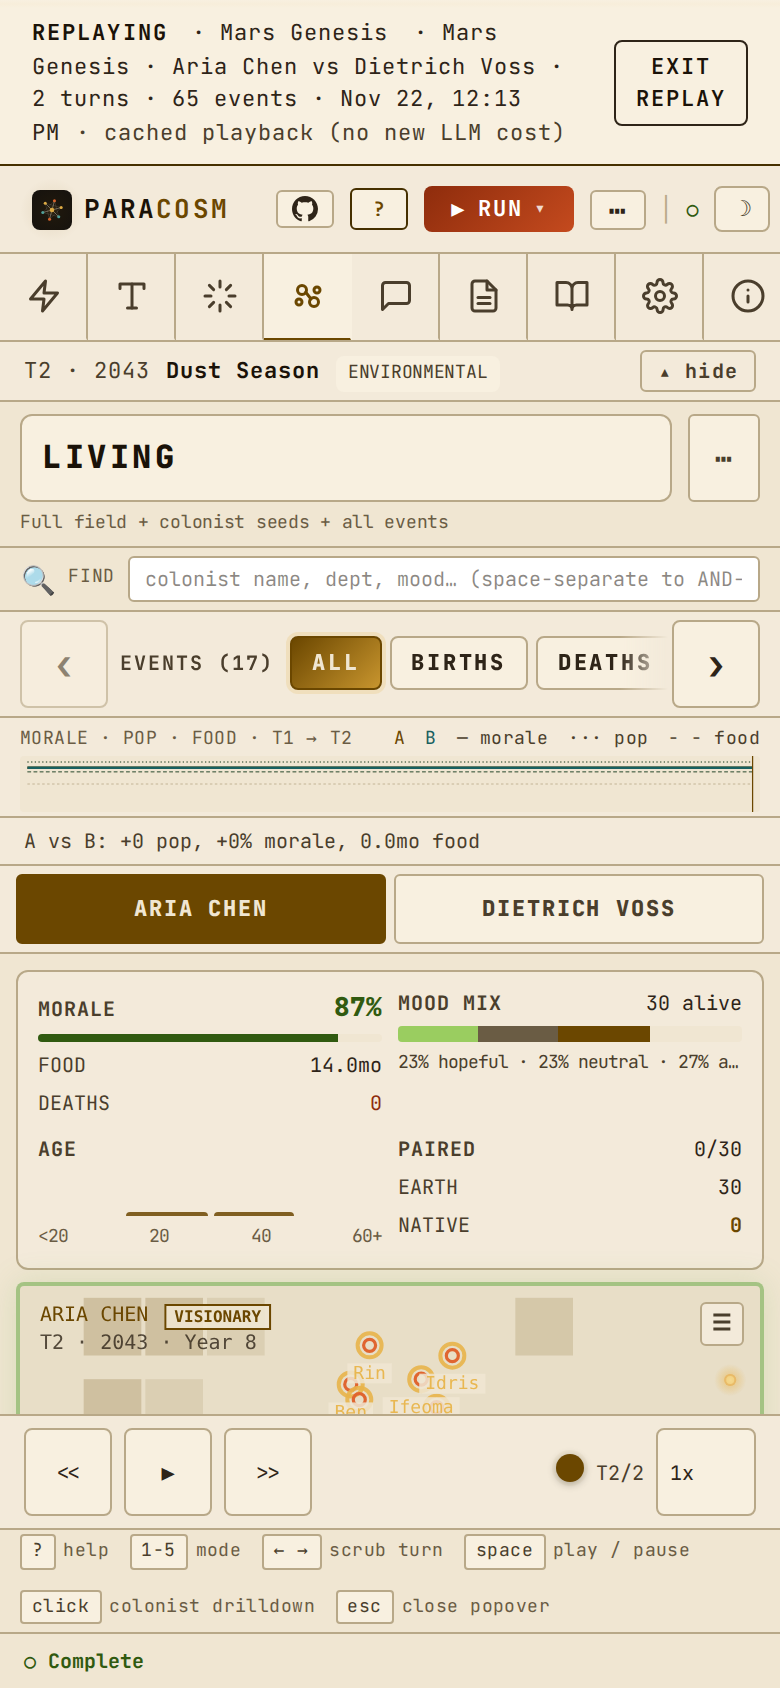 REPLAYING · Mars Genesis · Mars
Genesis · Aria Chen vs Dietrich Voss ·
2 turns · 65 events · Nov 22, 12:13
PM · cached playback (no new LLM cost)
EXIT
REPLAY
PARACOSM
?
▶ RUN ▾
…
T2 · 2043 Dust Season ENVIRONMENTAL
▴ hide
LIVING
…
Full field + colonist seeds + all events
FIND
colonist name, dept, mood… (space-separate to AND-
‹ EVENTS (17) ALL BIRTHS DEATHS ›
MORALE · POP · FOOD · T1 → T2 A B — morale ··· pop - - food
A vs B: +0 pop, +0% morale, 0.0mo food
ARIA CHEN
DIETRICH VOSS
MORALE 87%
FOOD 14.0mo
DEATHS 0
MOOD MIX 30 alive
23% hopeful · 23% neutral · 27% a…
AGE
<20 20 40 60+
PAIRED 0/30
EARTH 30
NATIVE 0
ARIA CHEN VISIONARY
T2 · 2043 · Year 8
☰
Rin
Idris
Ben
Ifeoma
<< ▶ >>
T2/2
1x
? help 1-5 mode ← → scrub turn space play / pause
click colonist drilldown esc close popover
○ Complete